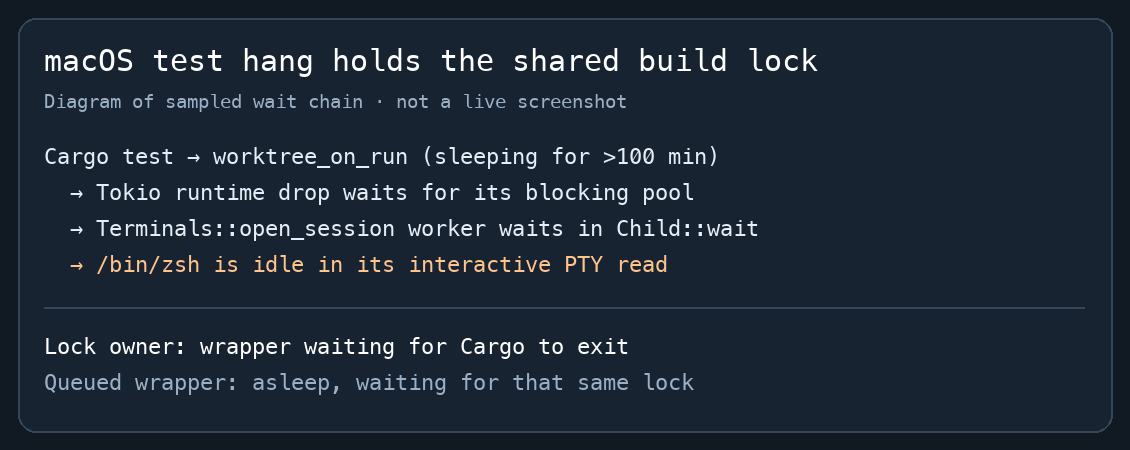 macOS test hang holds the shared build lock
Diagram of sampled wait chain · not a live screenshot
Cargo test → worktree_on_run (sleeping for >100 min)
→ Tokio runtime drop waits for its blocking pool
→ Terminals::open_session worker waits in Child::wait
→ /bin/zsh is idle in its interactive PTY read
Lock owner: wrapper waiting for Cargo to exit
Queued wrapper: asleep, waiting for that same lock